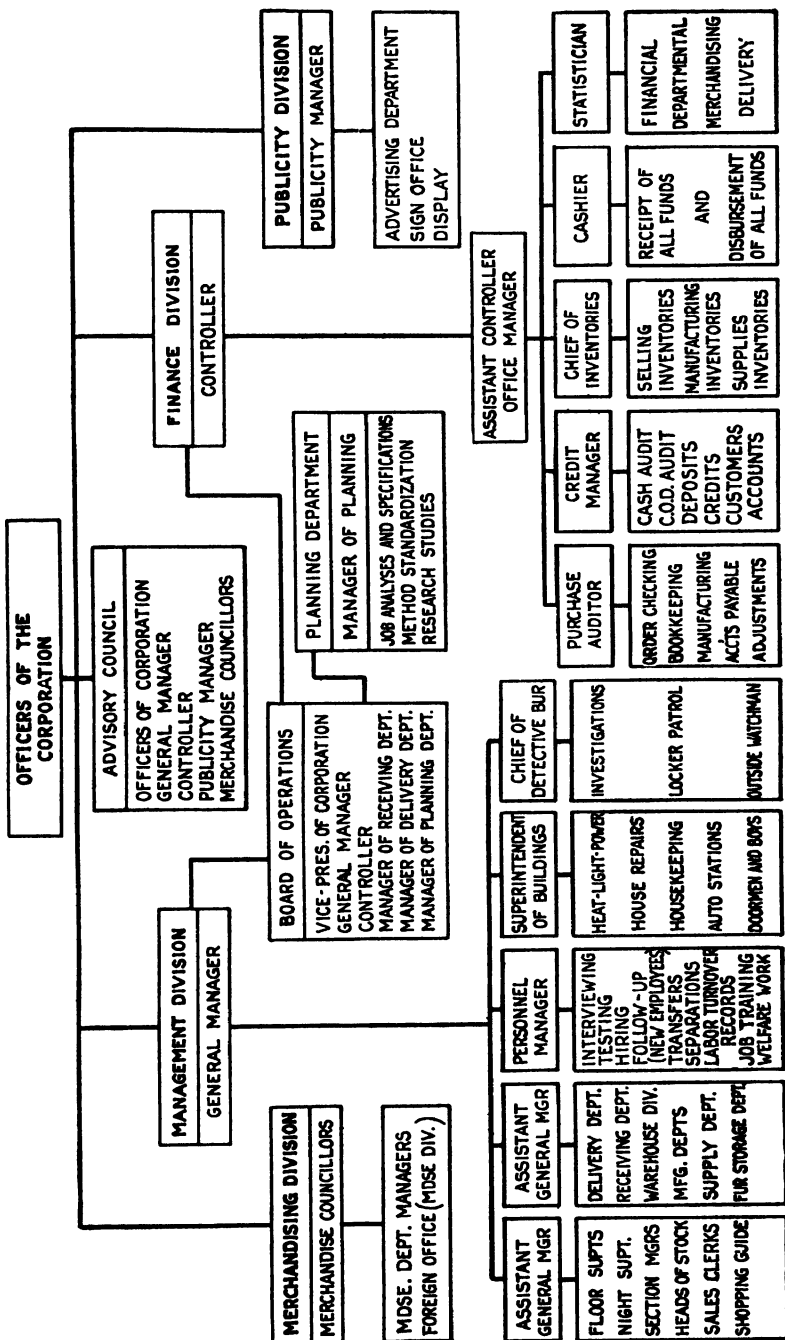 OFFICERS OF THE
CORPORATION
ADVISORY COUNCIL
OFFICERS OF CORPORATION
GENERAL MANAGER
CONTROLLER
PUBLICITY MANAGER
MERCHANDISE COUNCILLORS
MERCHANDISING DIVISION
MERCHANDISE COUNCILLORS
MDSE. DEPT. MANAGERS
FOREIGN OFFICE (MDSE DIV.)
MANAGEMENT DIVISION
GENERAL MANAGER
FINANCE DIVISION
CONTROLLER
PUBLICITY DIVISION
PUBLICITY MANAGER
ADVERTISING DEPARTMENT
SIGN OFFICE
DISPLAY
BOARD OF OPERATIONS
VICE-PRES. OF CORPORATION
GENERAL MANAGER
CONTROLLER
MANAGER OF RECEIVING DEPT.
MANAGER OF DELIVERY DEPT.
MANAGER OF PLANNING DEPT.
PLANNING DEPARTMENT
MANAGER OF PLANNING
JOB ANALYSES AND SPECIFICATIONS
METHOD STANDARDIZATION
RESEARCH STUDIES
ASSISTANT CONTROLLER
OFFICE MANAGER
ASSISTANT
GENERAL MGR
FLOOR SUPTS
NIGHT SUPT.
SECTION MGRS
HEADS OF STOCK
SALES CLERKS
SHOPPING GUIDE
ASSISTANT
GENERAL MGR
DELIVERY DEPT.
RECEIVING DEPT.
WAREHOUSE DIV.
MFG. DEPTS
SUPPLY DEPT.
FUR STORAGE DEPT.
PERSONNEL
MANAGER
INTERVIEWING
TESTING
HIRING
FOLLOW-UP
(NEW EMPLOYEES)
TRANSFERS
SEPARATIONS
LABOR TURNOVER
RECORDS
JOB TRAINING
WELFARE WORK
SUPERINTENDENT
OF BUILDINGS
HEAT-LIGHT-POWER
HOUSE REPAIRS
HOUSEKEEPING
AUTO STATIONS
DOORMEN AND BOYS
CHIEF OF
DETECTIVE BUR
INVESTIGATIONS
LOCKER PATROL
OUTSIDE WATCHMAN
PURCHASE
AUDITOR
ORDER CHECKING
BOOKKEEPING
MANUFACTURING
ACC'TS PAYABLE
ADJUSTMENTS
CREDIT
MANAGER
CASH AUDIT
C.O.D. AUDIT
DEPOSITS
CREDITS
CUSTOMERS
ACCOUNTS
CHIEF OF
INVENTORIES
SELLING
INVENTORIES
MANUFACTURING
INVENTORIES
SUPPLIES
INVENTORIES
CASHIER
RECEIPT OF
ALL FUNDS
AND
DISBURSEMENT
OF ALL FUNDS
STATISTICIAN
FINANCIAL
DEPARTMENTAL
MERCHANDISING
DELIVERY